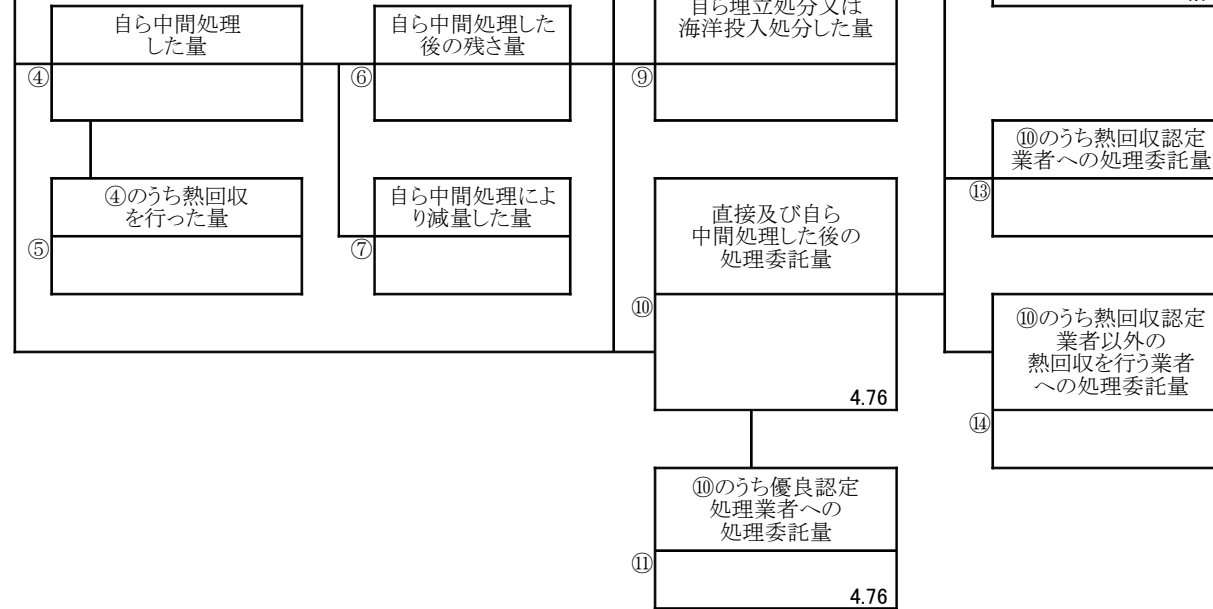 自ら中間処理
した量
④
⑤
④のうち熱回収
を行った量
自ら中間処理した
後の残さ量
⑥
自ら中間処理によ
り減量した量
⑦
自ら埋立処分又は
海洋投入処分した量
⑨
直接及び自ら
中間処理した後の
処理委託量
⑩
4.76
⑩のうち優良認定
処理業者への
処理委託量
⑪
4.76
⑩のうち熱回収認定
業者への処理委託量
⑬
⑩のうち熱回収認定
業者以外の
熱回収を行う業者
への処理委託量
⑭